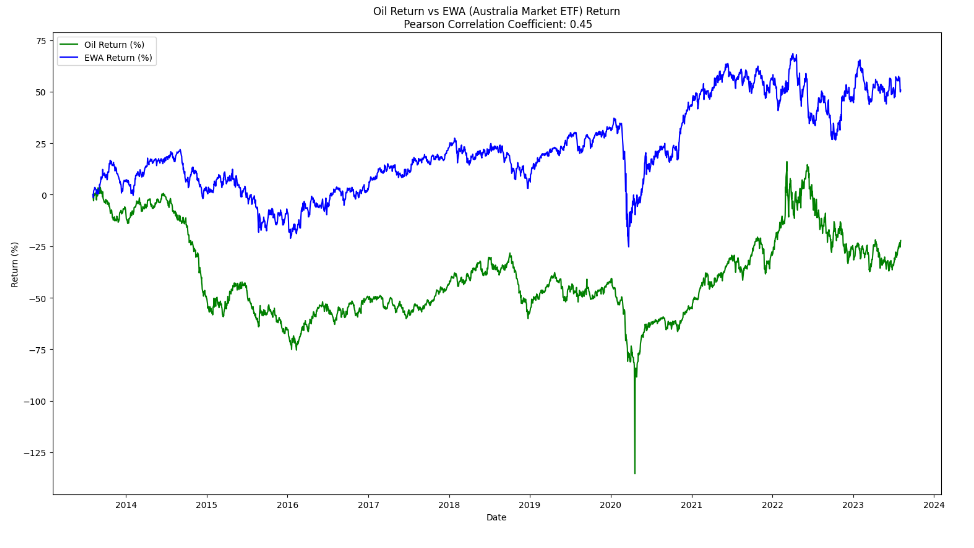 Oil Return vs EWA (Australia Market ETF) Return
Pearson Correlation Coefficient: 0.45
Oil Return (%)
EWA Return (%)
Return (%)
75
50
25
0
−25
−50
−75
−100
−125
2014 2015 2016 2017 2018 2019 2020 2021 2022 2023 2024
Date